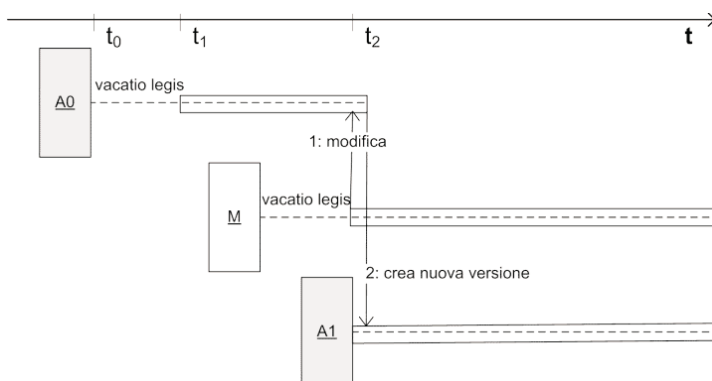 t0 t1 t2 t
A0
vacatio legis
1: modifica
M
vacatio legis
2: crea nuova versione
A1